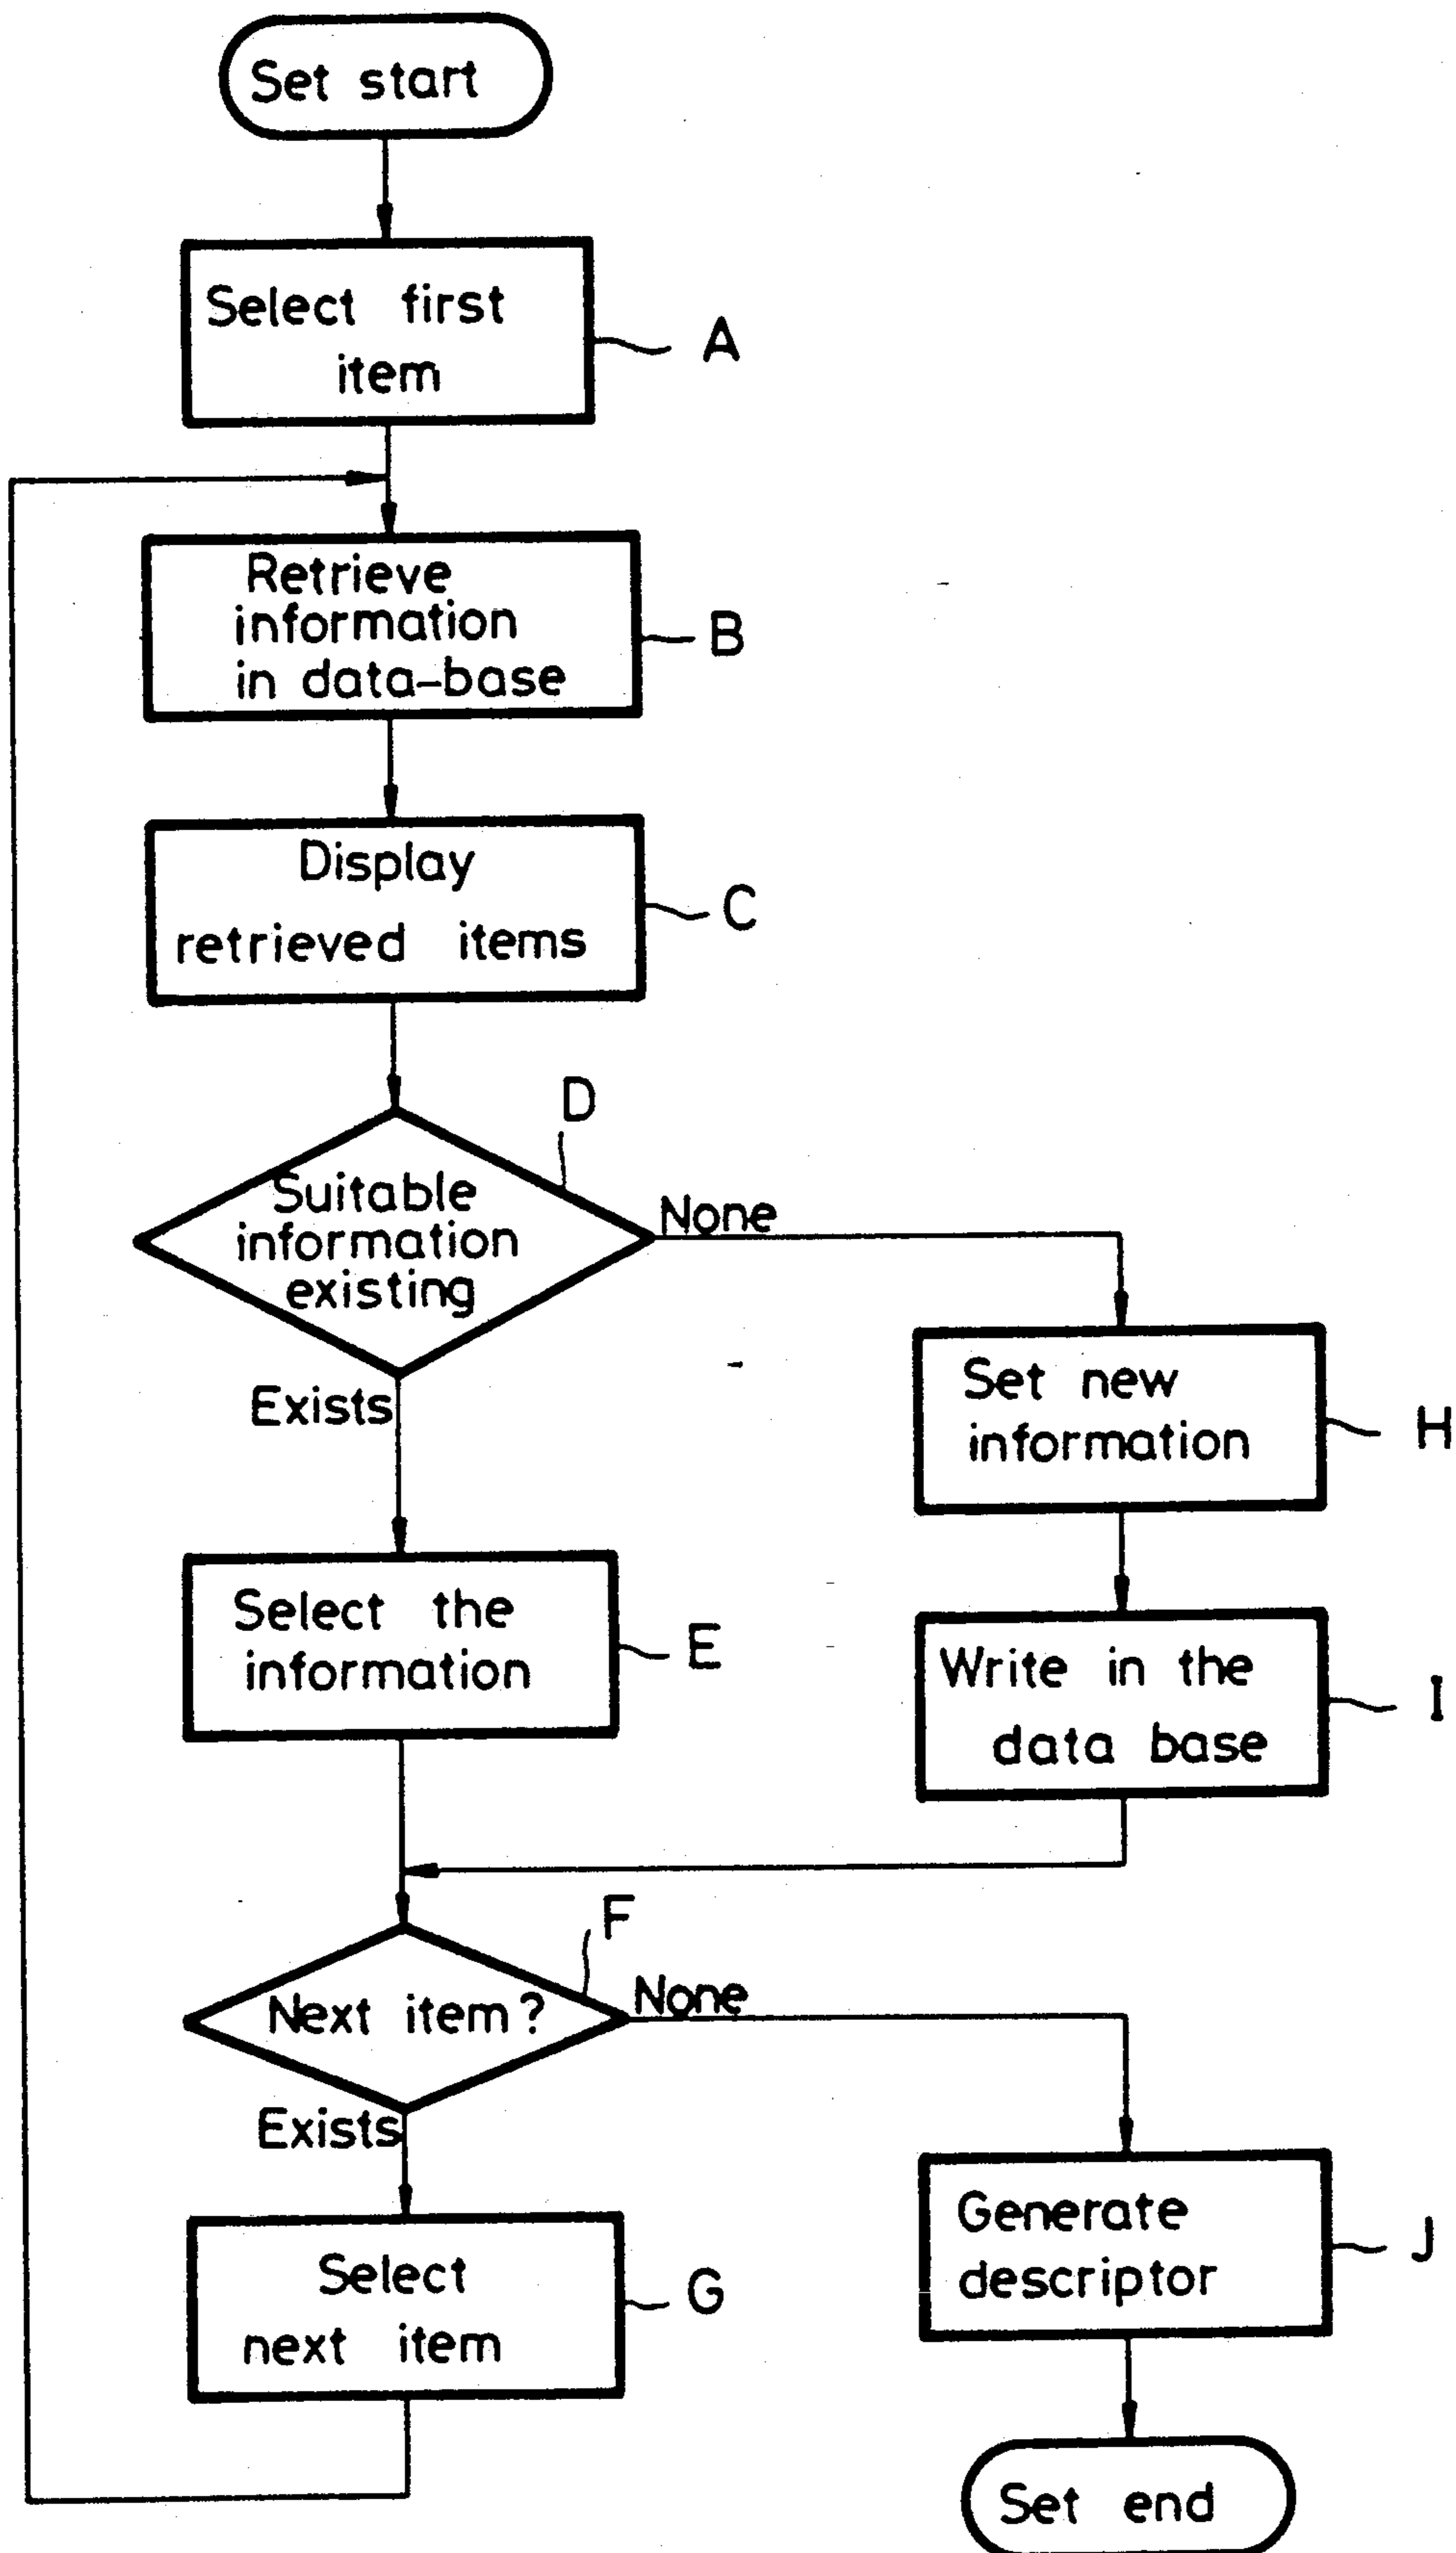 Set start
Select first
item
A
Retrieve
information
in data-base
B
Display
retrieved items
C
D
Suitable
information
existing
None
Exists
Set new
information
H
Select the
information
E
Write in the
data base
I
F
Next item?
None
Exists
Generate
descriptor
J
Select
next item
G
Set end